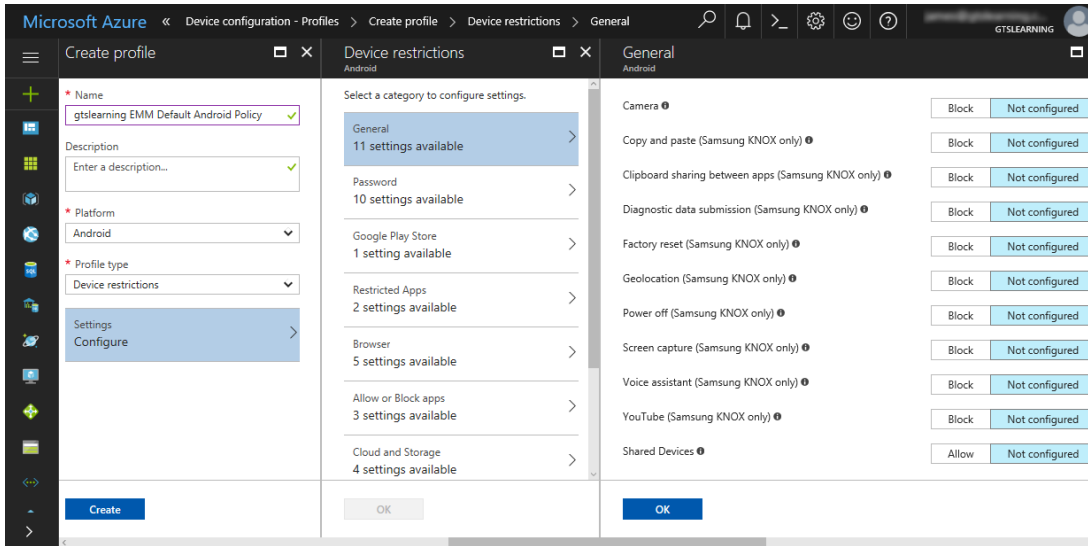 Microsoft Azure « Device configuration - Profiles > Create profile > Device restrictions > General
GTSLEARNING
Create profile
* Name
gtslearning EMM Default Android Policy
Description
Enter a description...
* Platform
Android
* Profile type
Device restrictions
Settings
Configure
Create
Device restrictions
Android
Select a category to configure settings.
General
11 settings available
Password
10 settings available
Google Play Store
1 setting available
Restricted Apps
2 settings available
Browser
5 settings available
Allow or Block apps
3 settings available
Cloud and Storage
4 settings available
OK
General
Android
Camera Block Not configured
Copy and paste (Samsung KNOX only) Block Not configured
Clipboard sharing between apps (Samsung KNOX only) Block Not configured
Diagnostic data submission (Samsung KNOX only) Block Not configured
Factory reset (Samsung KNOX only) Block Not configured
Geolocation (Samsung KNOX only) Block Not configured
Power off (Samsung KNOX only) Block Not configured
Screen capture (Samsung KNOX only) Block Not configured
Voice assistant (Samsung KNOX only) Block Not configured
YouTube (Samsung KNOX only) Block Not configured
Shared Devices Allow Not configured
OK